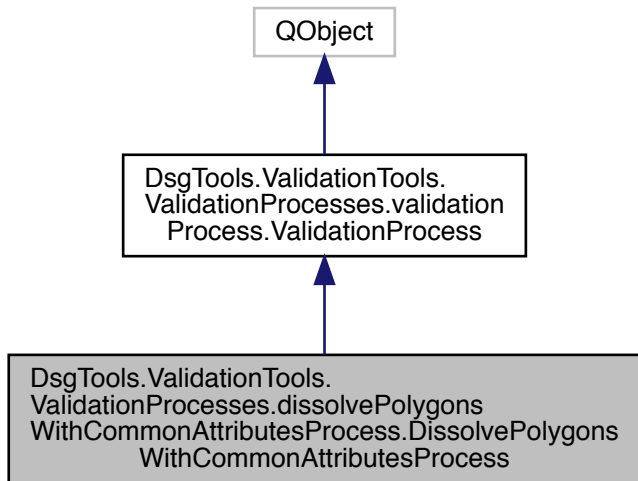 QObject
DsgTools.ValidationTools.
ValidationProcesses.validation
Process.ValidationProcess
DsgTools.ValidationTools.
ValidationProcesses.dissolvePolygons
WithCommonAttributesProcess.DissolvePolygons
WithCommonAttributesProcess